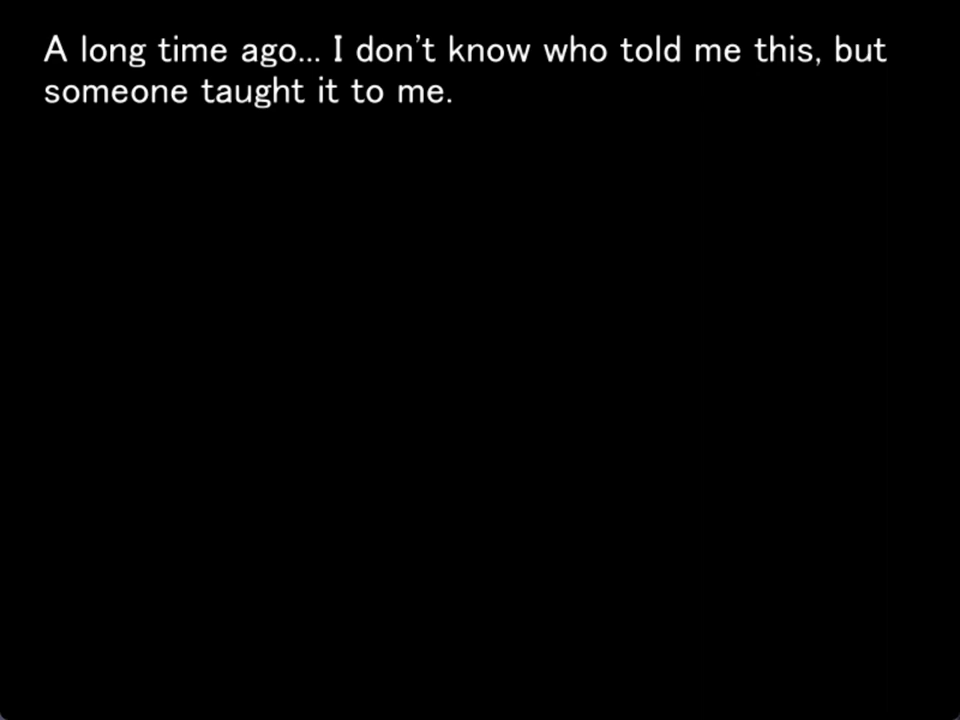 A long time ago... I don't know who told me this, but
someone taught it to me.